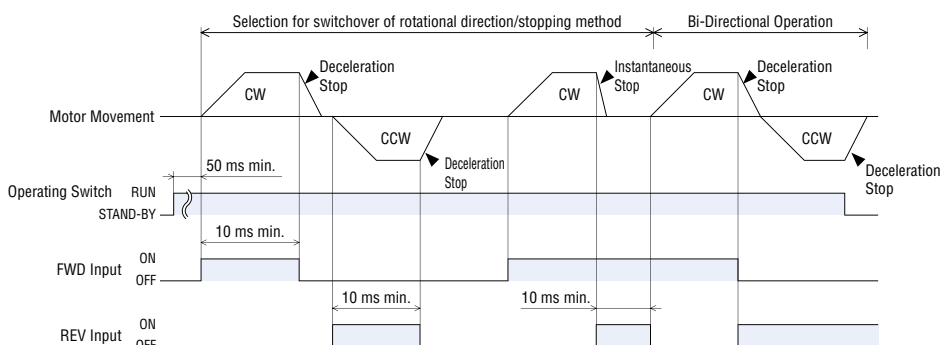 Selection for switchover of rotational direction/stopping method
Bi-Directional Operation
Deceleration
Stop
Instantaneous
Stop
Deceleration
Stop
CW
CW
CW
Motor Movement
CCW
CCW
Deceleration
Stop
Deceleration
Stop
50 ms min.
Operating Switch
RUN
STAND-BY
10 ms min.
FWD Input
ON
OFF
10 ms min.
10 ms min.
REV Input
ON
OFF